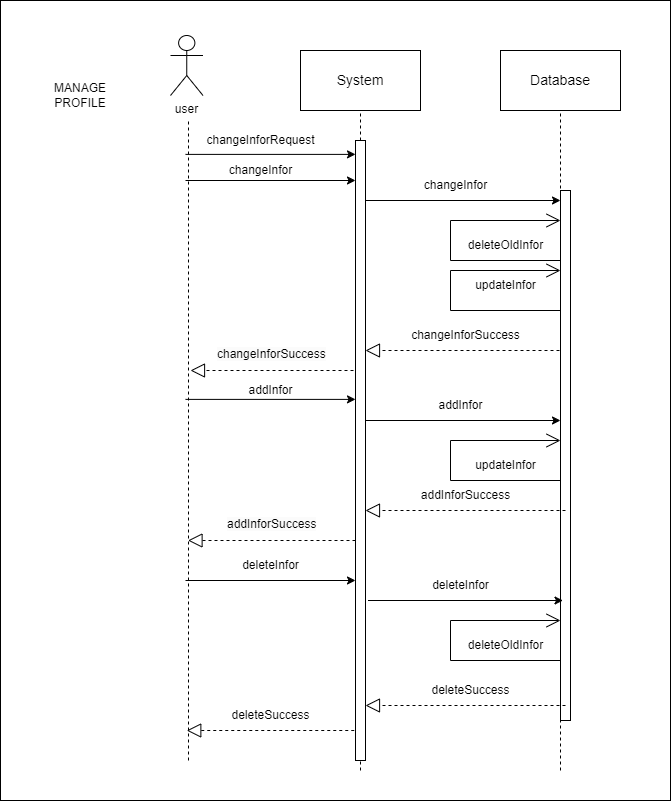 System
Database
MANAGE
PROFILE
user
changeInforRequest
changeInfor
changeInfor
deleteOldInfor
updateInfor
changeInforSuccess
changeInforSuccess
addInfor
addInfor
updateInfor
addInforSuccess
addInforSuccess
deleteInfor
deleteInfor
deleteOldInfor
deleteSuccess
deleteSuccess